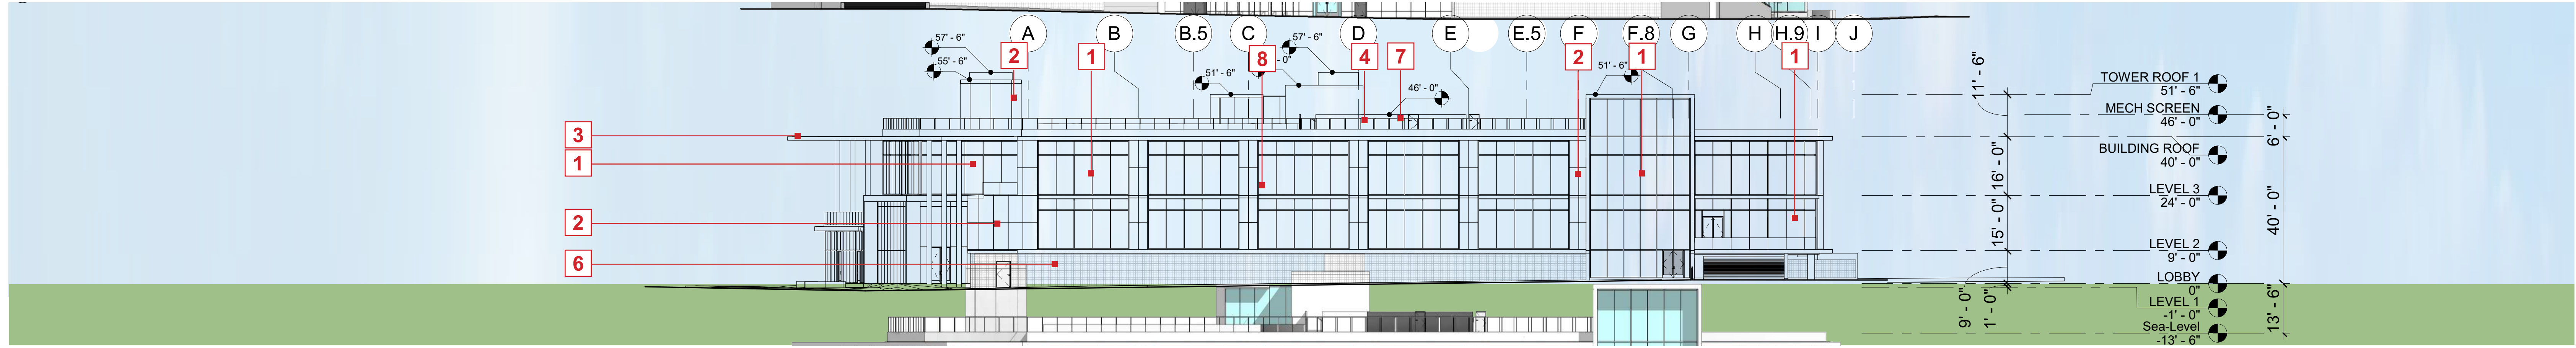 A B B.5 C D E E.5 F F.8 G H H.9 I J
57' - 6"
55' - 6"
51' - 6"
57' - 6"
- 0"
46' - 0"
51' - 6"
2 1 8 4 7 2 1 1
3
1
2
6
TOWER ROOF 1
51' - 6"
MECH SCREEN
46' - 0"
BUILDING ROOF
40' - 0"
LEVEL 3
24' - 0"
LEVEL 2
9' - 0"
LOBBY
0"
LEVEL 1
-1' - 0"
Sea-Level
-13' - 6"
11' - 6"
16' - 0"
15' - 0"
9' - 0"
1' - 0"
6' - 0"
40' - 0"
13' - 6"